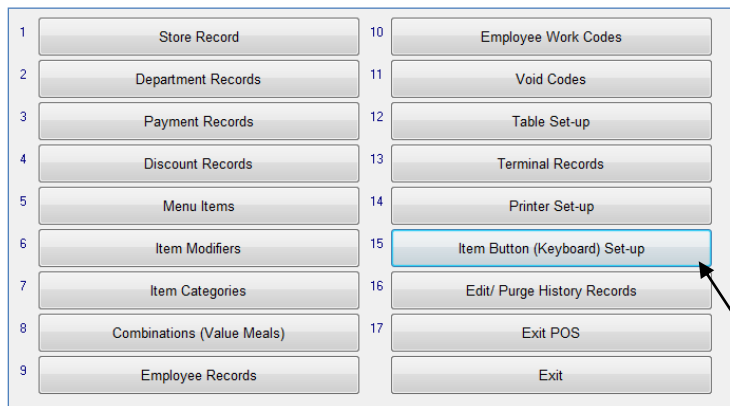 1 Store Record
2 Department Records
3 Payment Records
4 Discount Records
5 Menu Items
6 Item Modifiers
7 Item Categories
8 Combinations (Value Meals)
9 Employee Records
10 Employee Work Codes
11 Void Codes
12 Table Set-up
13 Terminal Records
14 Printer Set-up
15 Item Button (Keyboard) Set-up
16 Edit/ Purge History Records
17 Exit POS
Exit